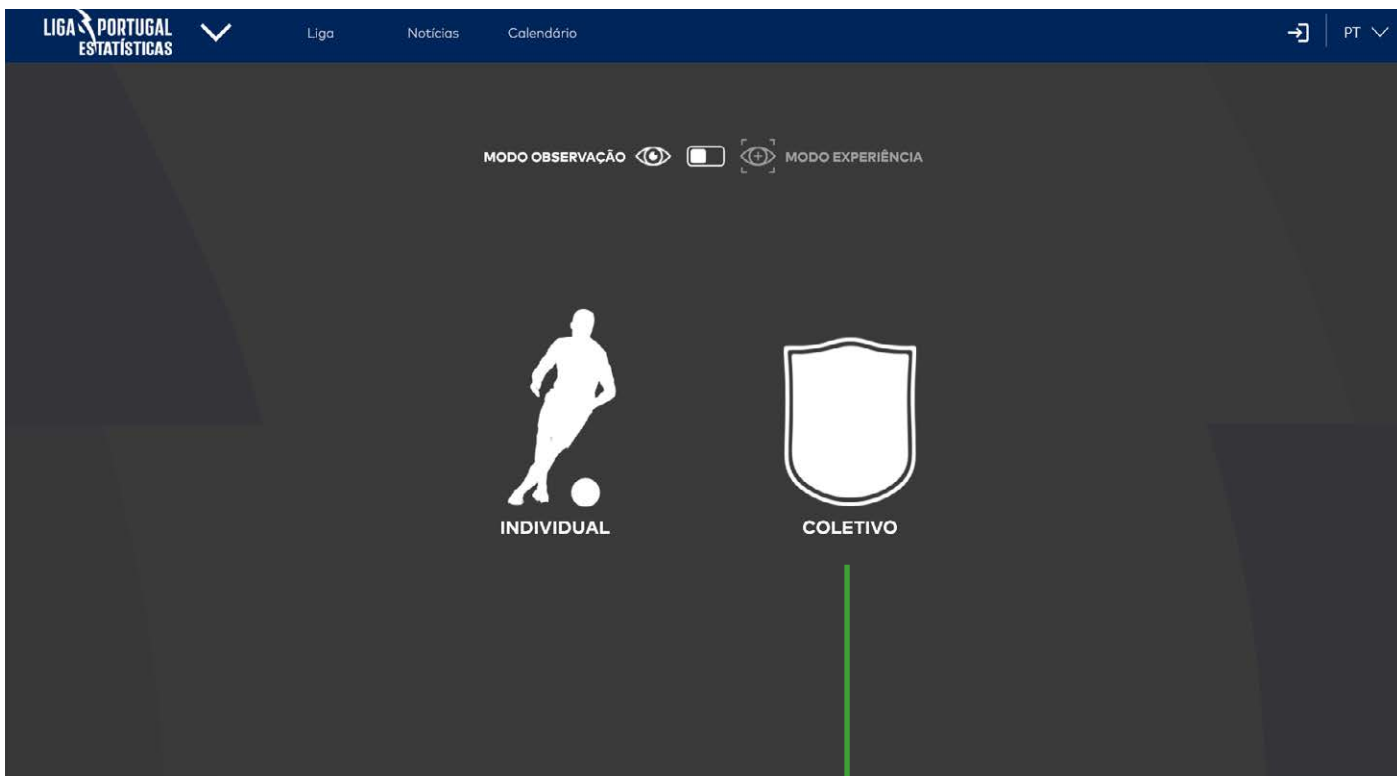 LIGA PORTUGAL
ESTATÍSTICAS
Liga
Notícias
Calendário
PT
MODO OBSERVAÇÃO
MODO EXPERIÊNCIA
INDIVIDUAL
COLETIVO